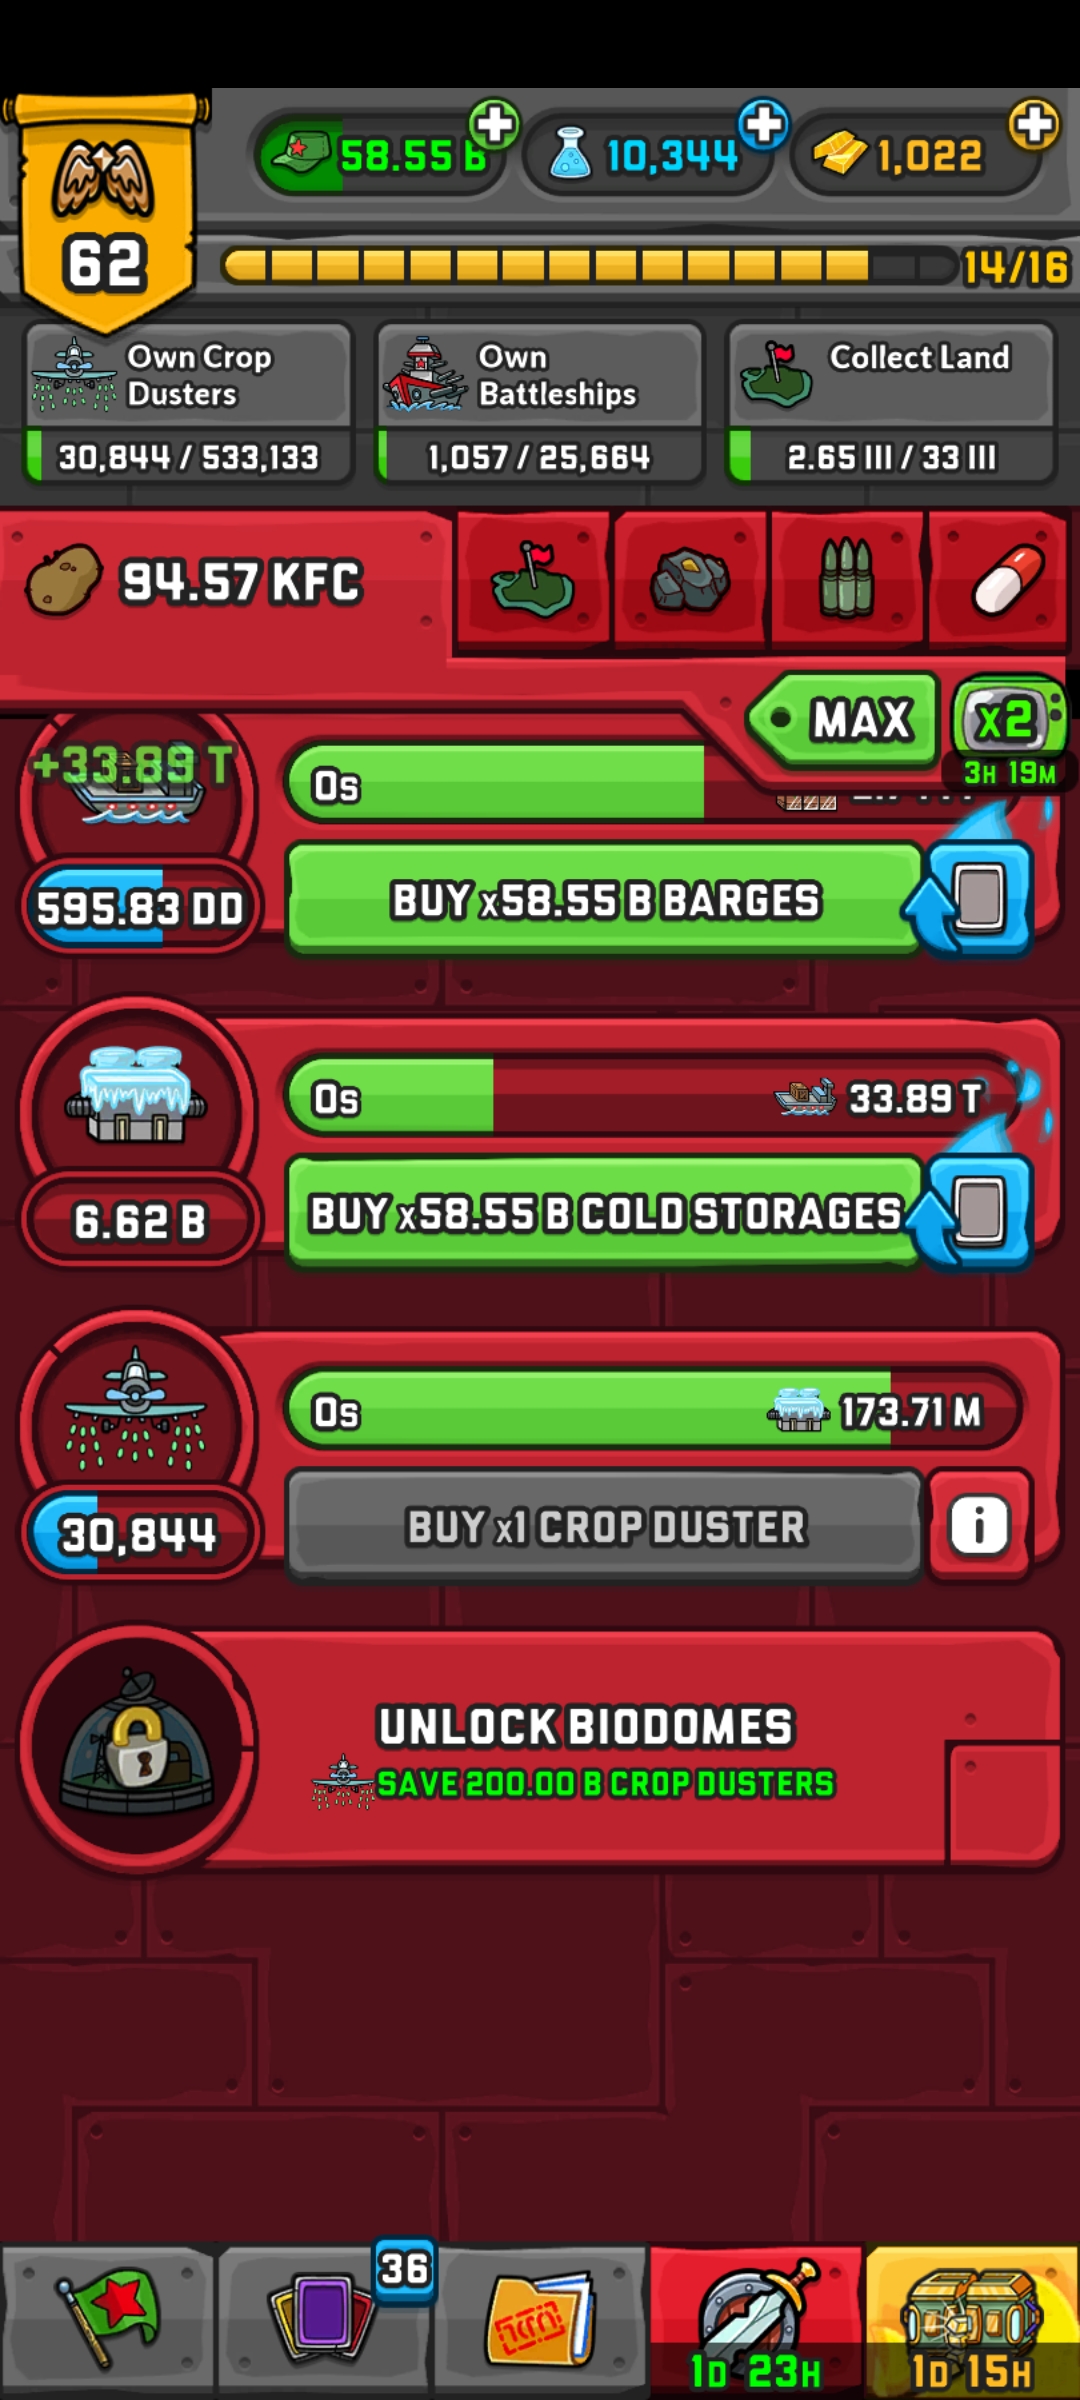 58.55 B
10,344
1,022
62
14/16
Own Crop
Dusters
30,844 / 533,133
Own
Battleships
1,057 / 25,664
Collect Land
2.65 III / 33 III
94.57 KFC
MAX
x2
3H 19M
+33.89 T
0s
595.83 DD
BUY x58.55 B BARGES
0s
33.89 T
6.62 B
BUY x58.55 B COLD STORAGES
0s
173.71 M
30,844
BUY x1 CROP DUSTER
i
UNLOCK BIODOMES
SAVE 200.00 B CROP DUSTERS
36
1D 23H
1D 15H